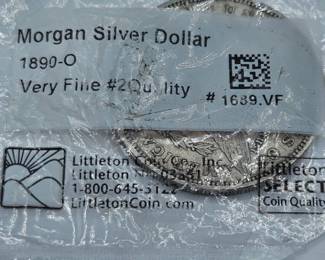 Morgan Silver Dollar
1890-O
Very Fine #2Quality
# 1689.VF
Littleton Coin Co., Inc.
Littleton
1-800-645-3122
LittletonCoin.com
Littleton
SELECT
Coin Quality